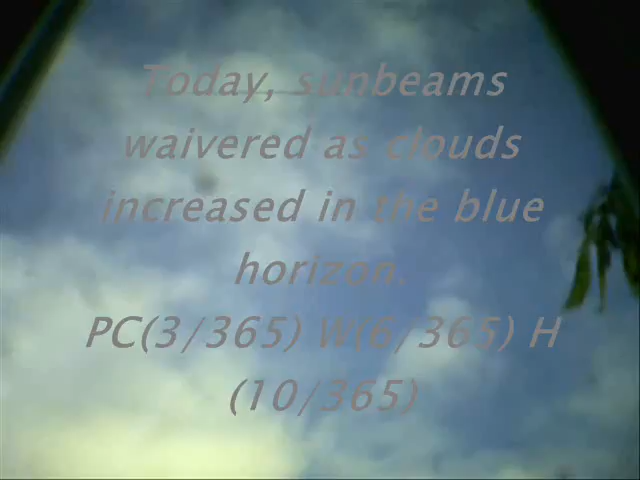 Today, sunbeams
waivered as clouds
increased in the blue
horizon.
PC(3/365) W(6/365) H
(10/365)